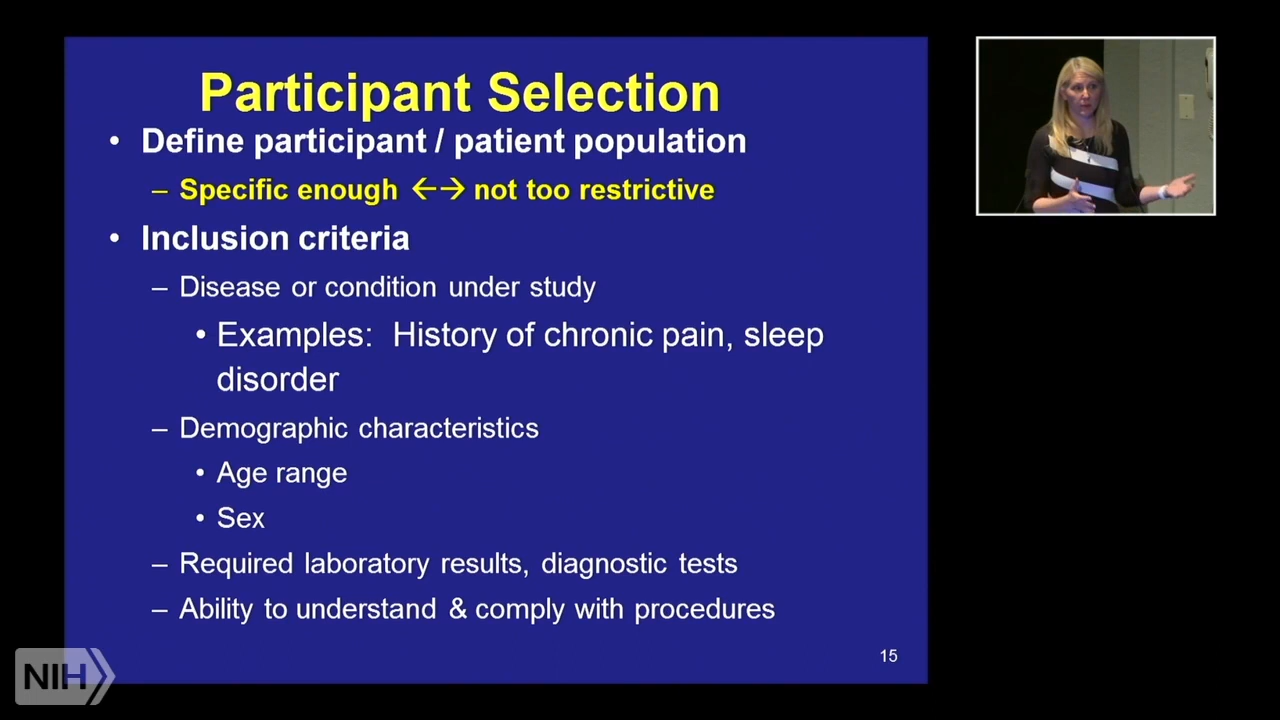 Participant Selection
• Define participant / patient population
– Specific enough ←→ not too restrictive
• Inclusion criteria
– Disease or condition under study
• Examples:  History of chronic pain, sleep
disorder
– Demographic characteristics
• Age range
• Sex
– Required laboratory results, diagnostic tests
– Ability to understand & comply with procedures
15
NIH